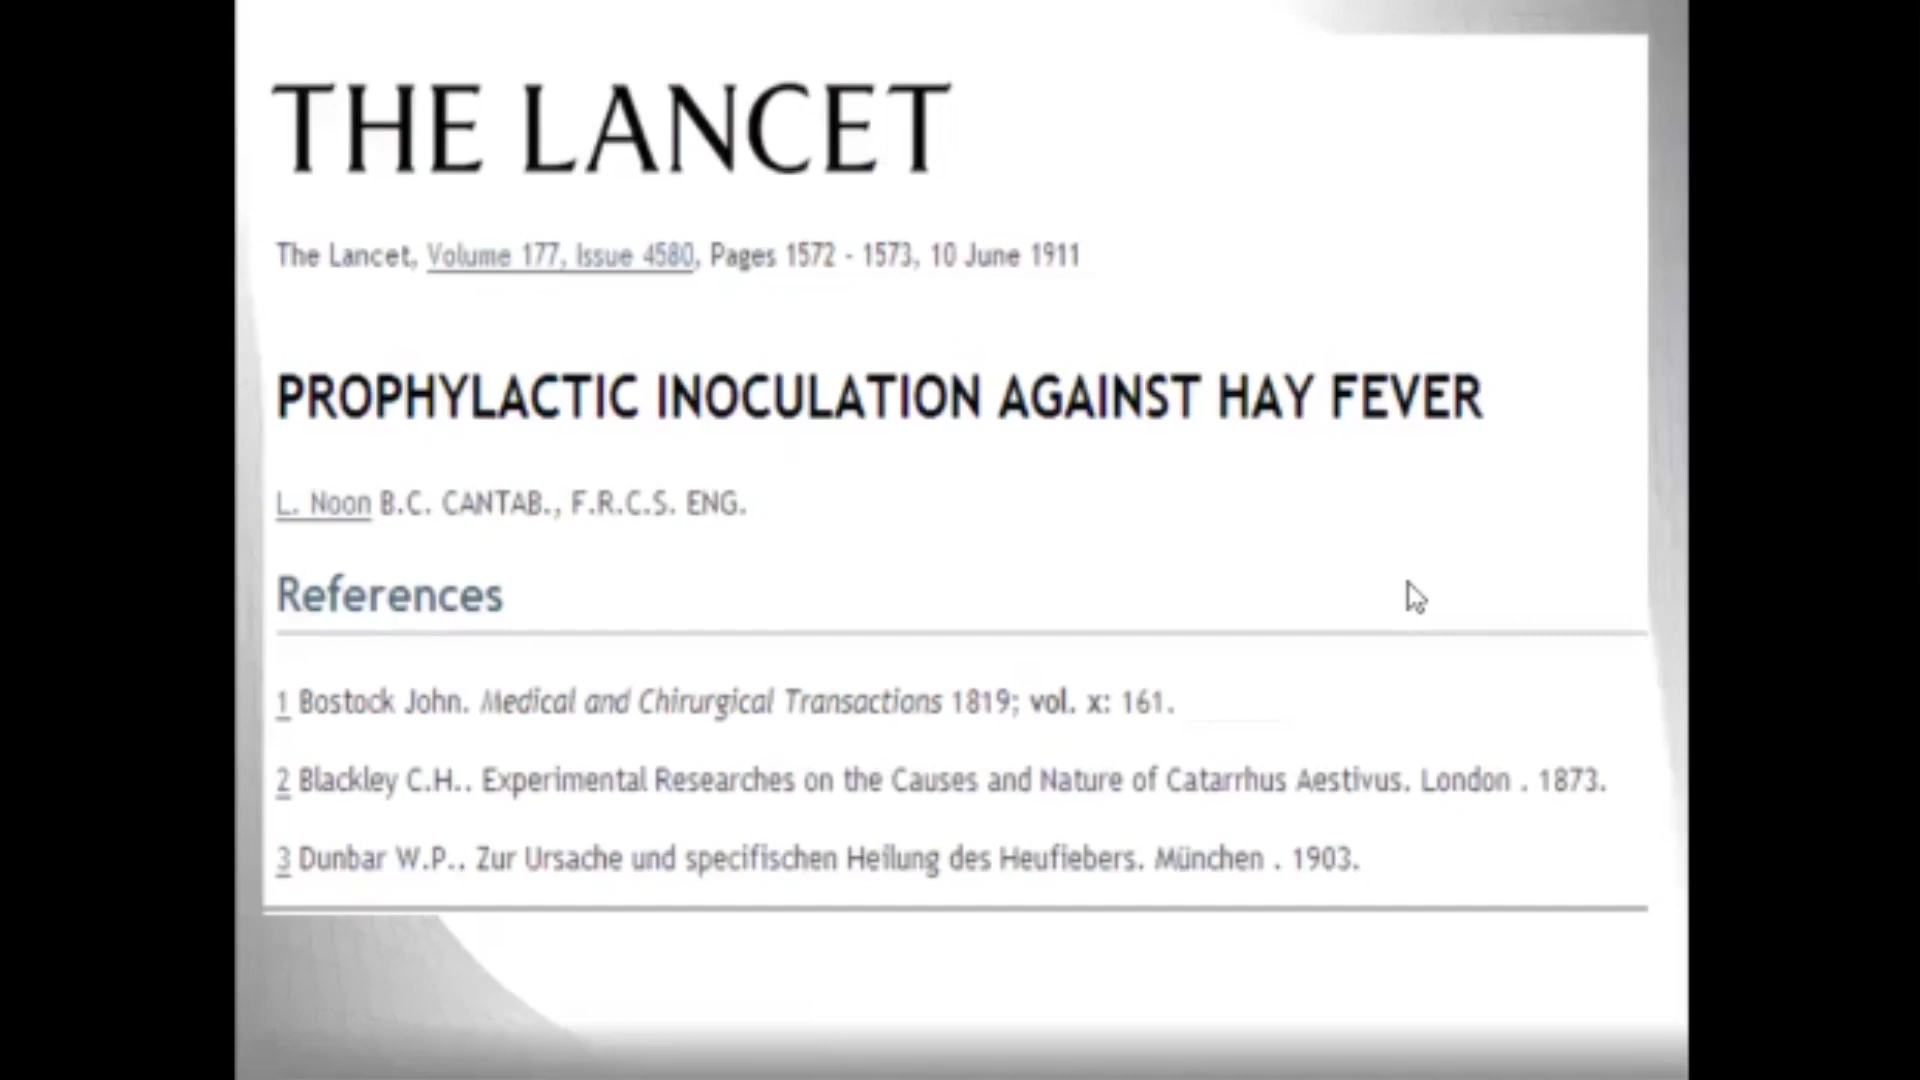 THE LANCET
The Lancet, Volume 177, Issue 4580, Pages 1572 - 1573, 10 June 1911
PROPHYLACTIC INOCULATION AGAINST HAY FEVER
L. Noon B.C. CANTAB., F.R.C.S. ENG.
References
1 Bostock John. Medical and Chirurgical Transactions 1819; vol. x: 161.
2 Blackley C.H.. Experimental Researches on the Causes and Nature of Catarrhus Aestivus. London . 1873.
3 Dunbar W.P.. Zur Ursache und specifischen Heilung des Heufiebers. München . 1903.